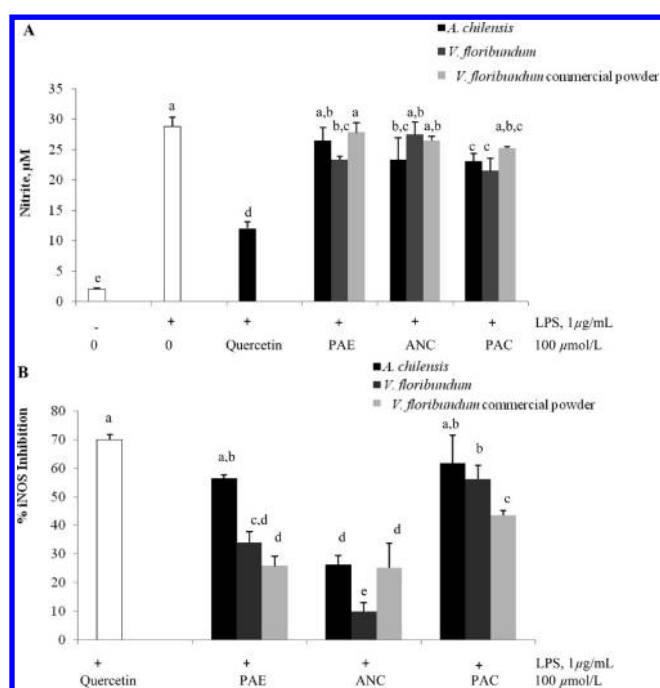 A
A. chilensis
V. floribundum
V. floribundum commercial powder
Nitrite, µM
35
30
25
20
15
10
5
0
e
a
d
a,b
b,c
a
b,c
a,b
a,b
c
c
a,b,c
- + + + + + LPS, 1µg/mL
0 0 Quercetin PAE ANC PAC 100 µmol/L
B
A. chilensis
V. floribundum
V. floribundum commercial powder
% iNOS Inhibition
80
70
60
50
40
30
20
10
0
a
a,b
c,d
d
d
e
d
a,b
b
c
+ + + + LPS, 1µg/mL
Quercetin PAE ANC PAC 100 µmol/L